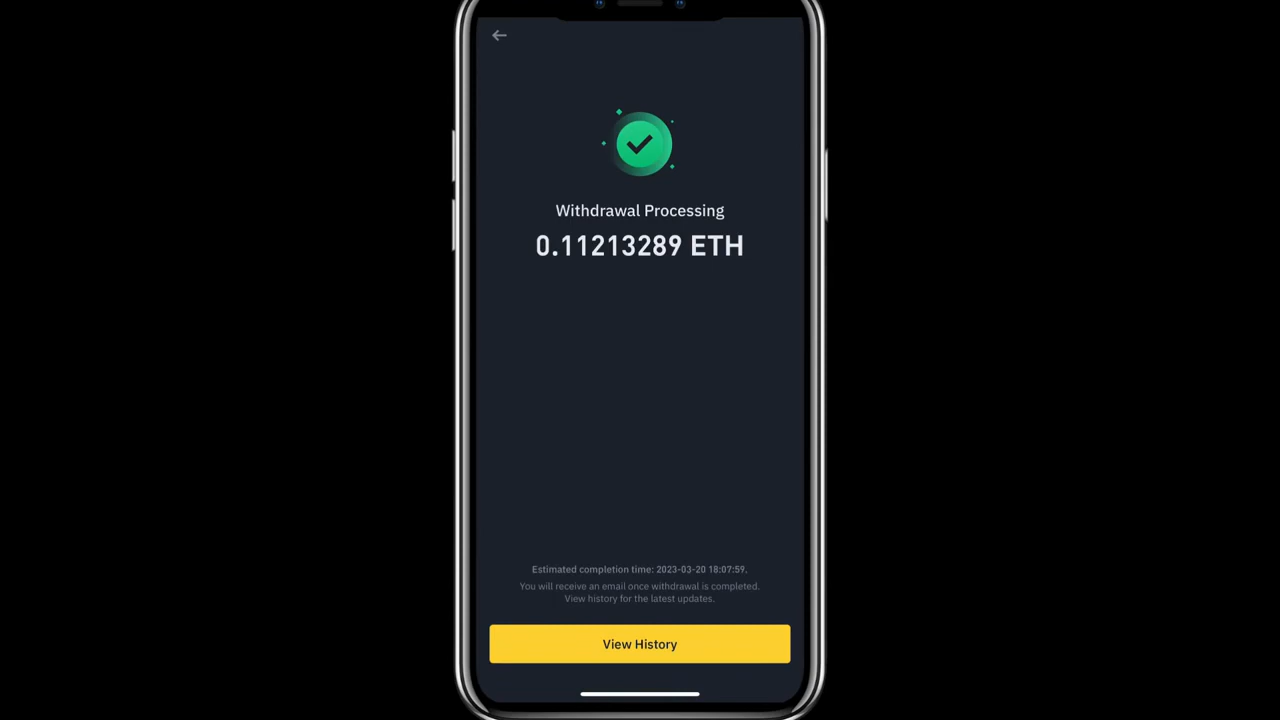 Withdrawal Processing
0.11213289 ETH
Estimated completion time: 2023-03-20 18:07:59.
You will receive an email once withdrawal is completed.
View history for the latest updates.
View History